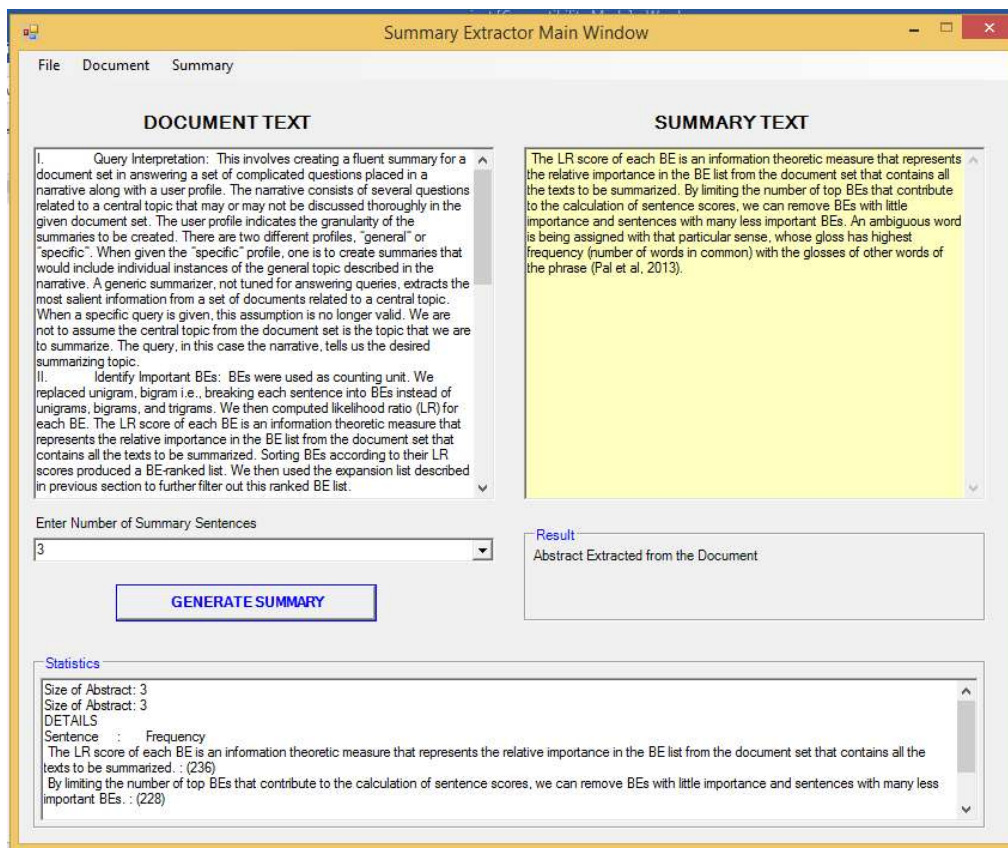 Summary Extractor Main Window
File Document Summary
DOCUMENT TEXT
I. Query Interpretation: This involves creating a fluent summary for a
document set in answering a set of complicated questions placed in a
narrative along with a user profile. The narrative consists of several questions
related to a central topic that may or may not be discussed thoroughly in the
given document set. The user profile indicates the granularity of the
summaries to be created. There are two different profiles, "general" or
"specific". When given the "specific" profile, one is to create summaries that
would include individual instances of the general topic described in the
narrative. A generic summarizer, not tuned for answering queries, extracts the
most salient information from a set of documents related to a central topic.
When a specific query is given, this assumption is no longer valid. We are
not to assume the central topic from the document set is the topic that we are
to summarize. The query, in this case the narrative, tells us the desired
summarizing topic.
II. Identify Important BEs: BEs were used as counting unit. We
replaced unigram, bigram i.e., breaking each sentence into BEs instead of
unigrams, bigrams, and trigrams. We then computed likelihood ratio (LR) for
each BE. The LR score of each BE is an information theoretic measure that
represents the relative importance in the BE list from the document set that
contains all the texts to be summarized. Sorting BEs according to their LR
scores produced a BE-ranked list. We then used the expansion list described
in previous section to further filter out this ranked BE list.
SUMMARY TEXT
The LR score of each BE is an information theoretic measure that represents
the relative importance in the BE list from the document set that contains all
the texts to be summarized. By limiting the number of top BEs that contribute
to the calculation of sentence scores, we can remove BEs with little
importance and sentences with many less important BEs. An ambiguous word
is being assigned with that particular sense, whose gloss has highest
frequency (number of words in common) with the glosses of other words of
the phrase (Pal et al, 2013).
Enter Number of Summary Sentences
3
GENERATE SUMMARY
Result
Abstract Extracted from the Document
Statistics
Size of Abstract: 3
Size of Abstract: 3
DETAILS
Sentence : Frequency
The LR score of each BE is an information theoretic measure that represents the relative importance in the BE list from the document set that contains all the
texts to be summarized. : (236)
By limiting the number of top BEs that contribute to the calculation of sentence scores, we can remove BEs with little importance and sentences with many less
important BEs. : (228)